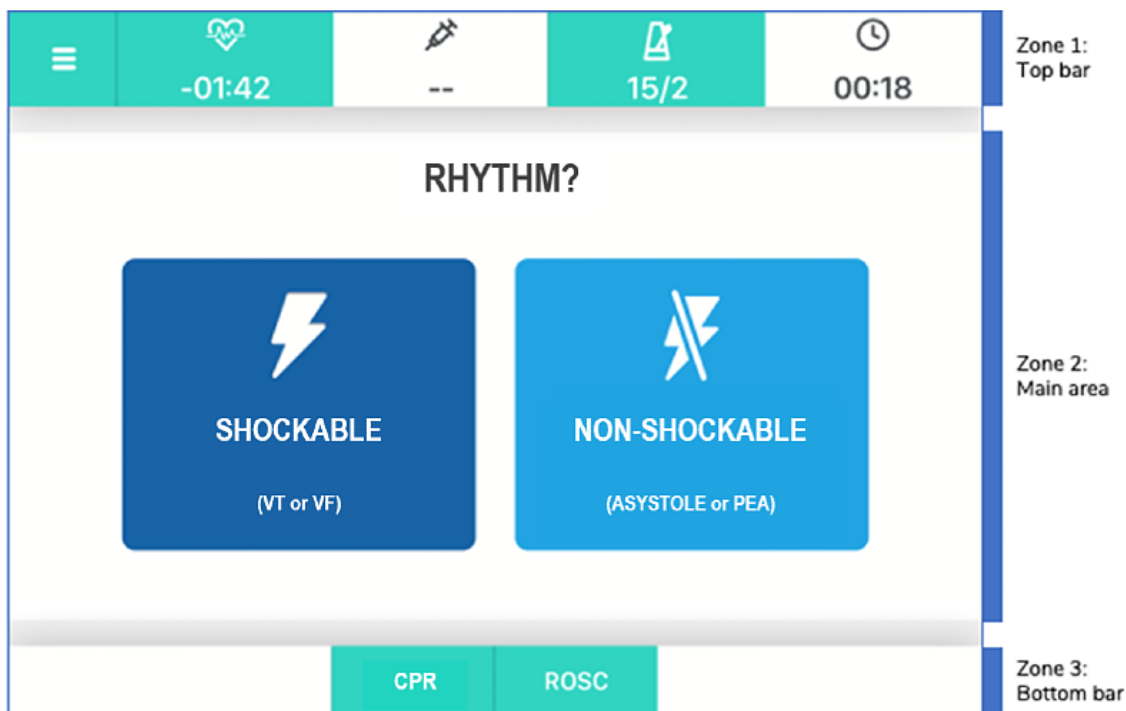 -01:42
--
15/2
00:18
Zone 1:
Top bar
RHYTHM?
SHOCKABLE
(VT or VF)
NON-SHOCKABLE
(ASYSTOLE or PEA)
Zone 2:
Main area
CPR
ROSC
Zone 3:
Bottom bar